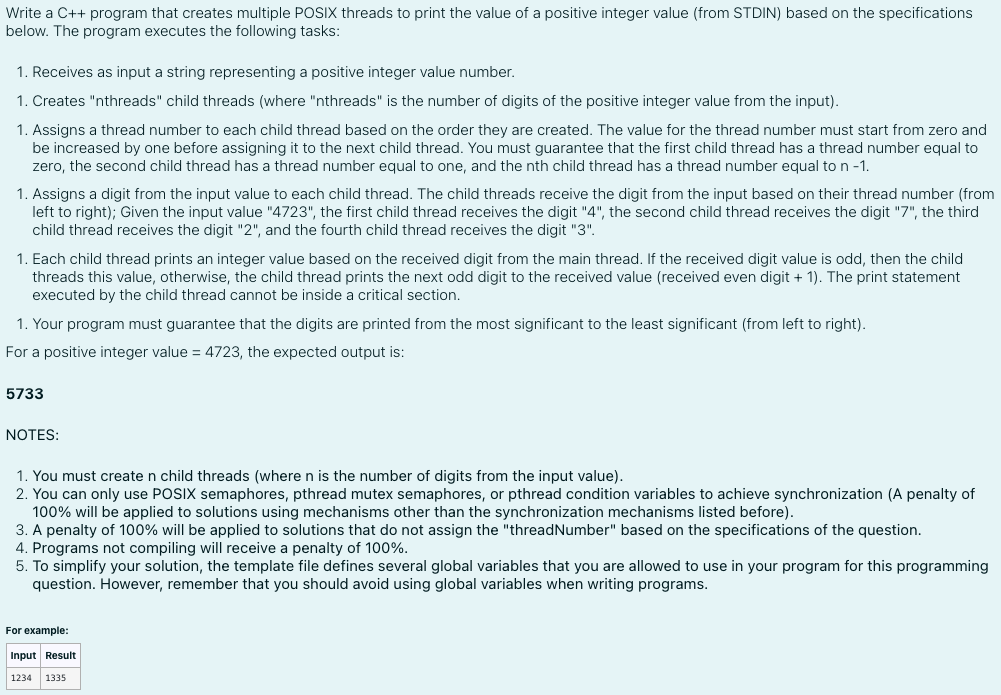 Write a C++ program that creates multiple POSIX threads to print the value of a positive integer value (from STDIN) based on the specifications
below. The program executes the following tasks:
1. Receives as input a string representing a positive integer value number.
1. Creates "nthreads" child threads (where "nthreads" is the number of digits of the positive integer value from the input).
1. Assigns a thread number to each child thread based on the order they are created. The value for the thread number must start from zero and
be increased by one before assigning it to the next child thread. You must guarantee that the first child thread has a thread number equal to
zero, the second child thread has a thread number equal to one, and the nth child thread has a thread number equal to n -1.
1. Assigns a digit from the input value to each child thread. The child threads receive the digit from the input based on their thread number (from
left to right); Given the input value "4723", the first child thread receives the digit "4", the second child thread receives the digit "7", the third
child thread receives the digit "2", and the fourth child thread receives the digit "3".
1. Each child thread prints an integer value based on the received digit from the main thread. If the received digit value is odd, then the child
threads this value, otherwise, the child thread prints the next odd digit to the received value (received even digit + 1). The print statement
executed by the child thread cannot be inside a critical section.
1. Your program must guarantee that the digits are printed from the most significant to the least significant (from left to right).
For a positive integer value = 4723, the expected output is:
5733
NOTES:
1. You must create n child threads (where n is the number of digits from the input value).
2. You can only use POSIX semaphores, pthread mutex semaphores, or pthread condition variables to achieve synchronization (A penalty of
100% will be applied to solutions using mechanisms other than the synchronization mechanisms listed before).
3. A penalty of 100% will be applied to solutions that do not assign the "threadNumber" based on the specifications of the question.
4. Programs not compiling will receive a penalty of 100%.
5. To simplify your solution, the template file defines several global variables that you are allowed to use in your program for this programming
question. However, remember that you should avoid using global variables when writing programs.
For example:
Input Result
1234 1335